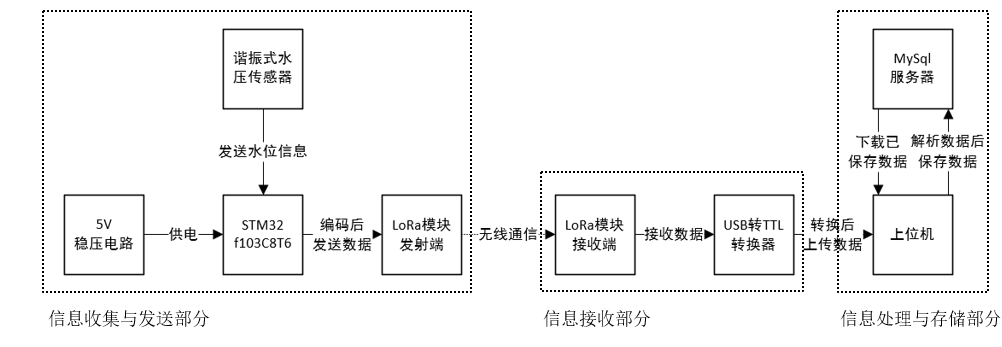 谐振式水
压传感器
MySql
服务器
发送水位信息
下载已
保存数据
解析数据后
保存数据
5V
稳压电路
供电
STM32
f103C8T6
编码后
发送数据
LoRa模块
发射端
无线通信
LoRa模块
接收端
接收数据
USB转TTL
转换器
转换后
上传数据
上位机
信息收集与发送部分
信息接收部分
信息处理与存储部分